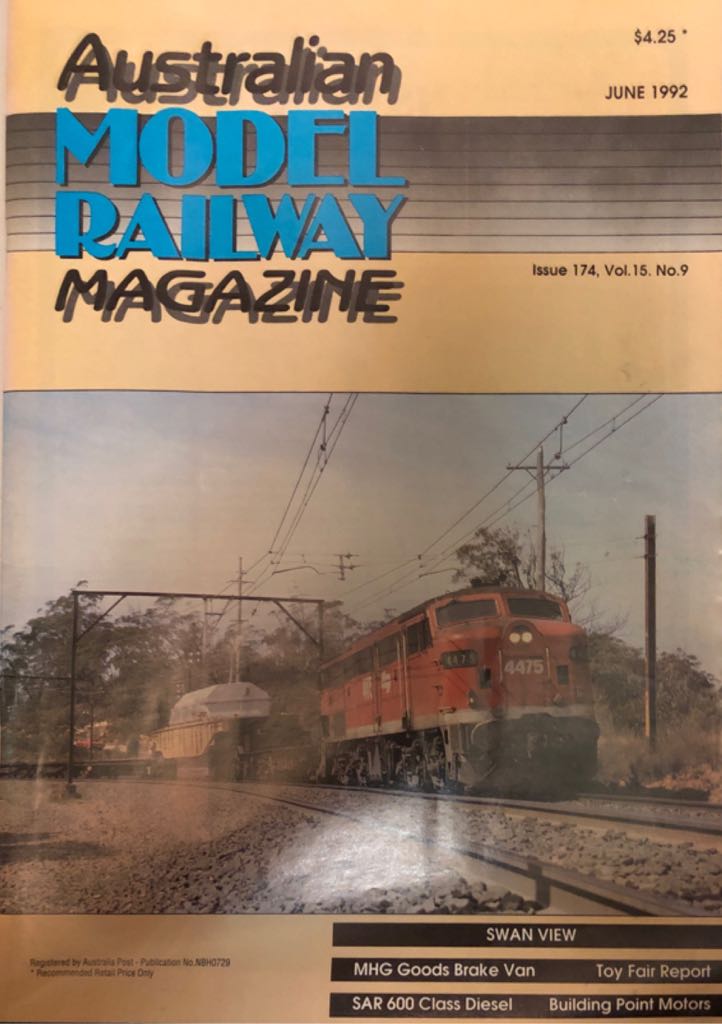 $4.25 *
Australian
JUNE 1992
MODEL
RAILWAY
MAGAZINE
Issue 174, Vol.15. No.9
4475
4475
SWAN VIEW
Registered by Australia Post - Publication No.NBH0729
* Recommended Retail Price Only
MHG Goods Brake Van Toy Fair Report
SAR 600 Class Diesel Building Point Motors